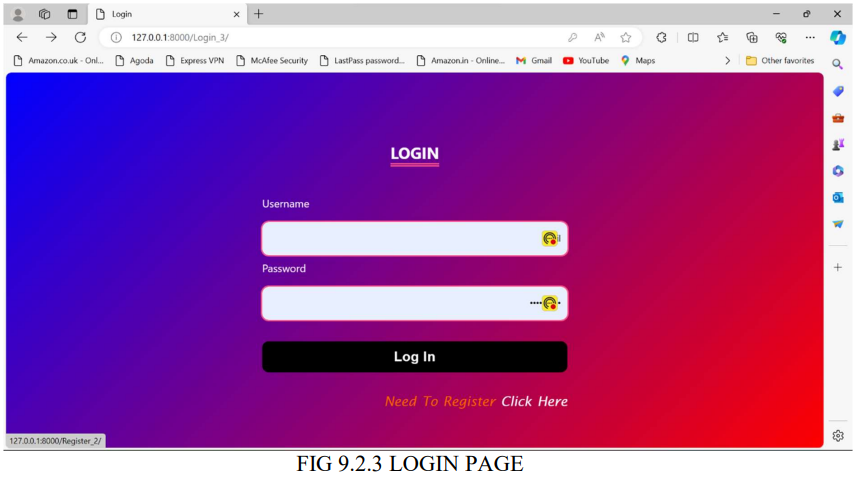 Login
127.0.0.1:8000/Login_3/
Amazon.co.uk - Onl... Agoda Express VPN McAfee Security LastPass password... Amazon.in - Online... Gmail YouTube Maps Other favorites
LOGIN
Username
Password
Log In
Need To Register Click Here
127.0.0.1:8000/Register_2/
FIG 9.2.3 LOGIN PAGE